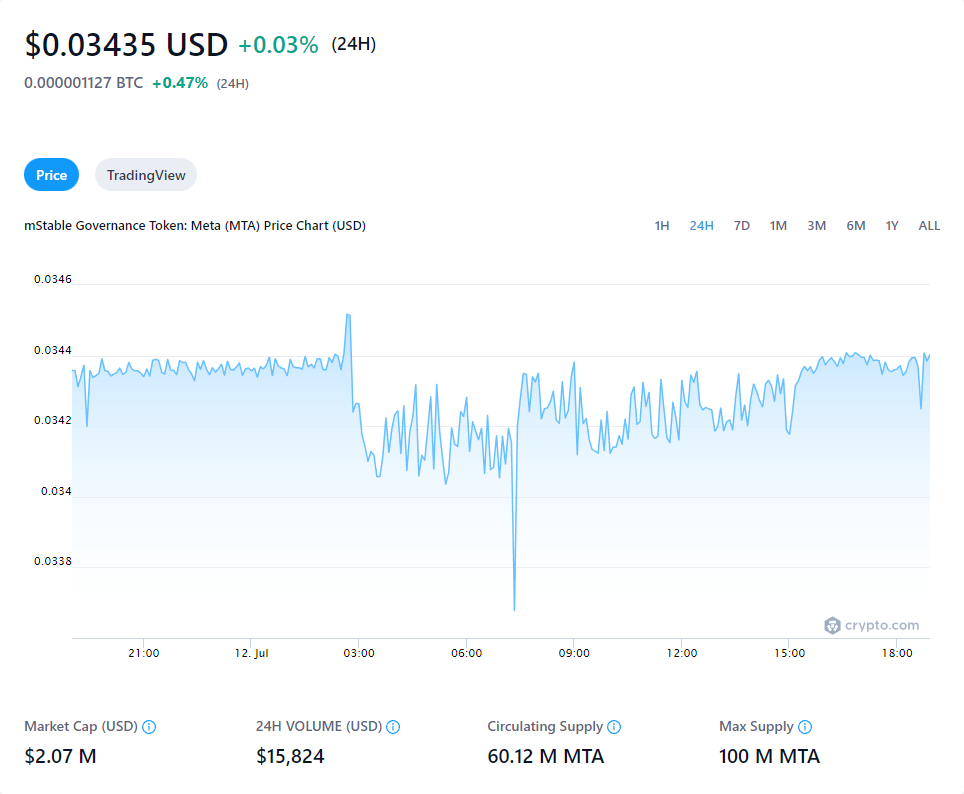 $0.03435 USD +0.03% (24H)
0.000001127 BTC +0.47% (24H)
Price TradingView
mStable Governance Token: Meta (MTA) Price Chart (USD) 1H 24H 7D 1M 3M 6M 1Y ALL
0.0346
0.0344
0.0342
0.034
0.0338
crypto.com
21:00 12. Jul 03:00 06:00 09:00 12:00 15:00 18:00
Market Cap (USD) 24H VOLUME (USD) Circulating Supply Max Supply
$2.07 M $15,824 60.12 M MTA 100 M MTA